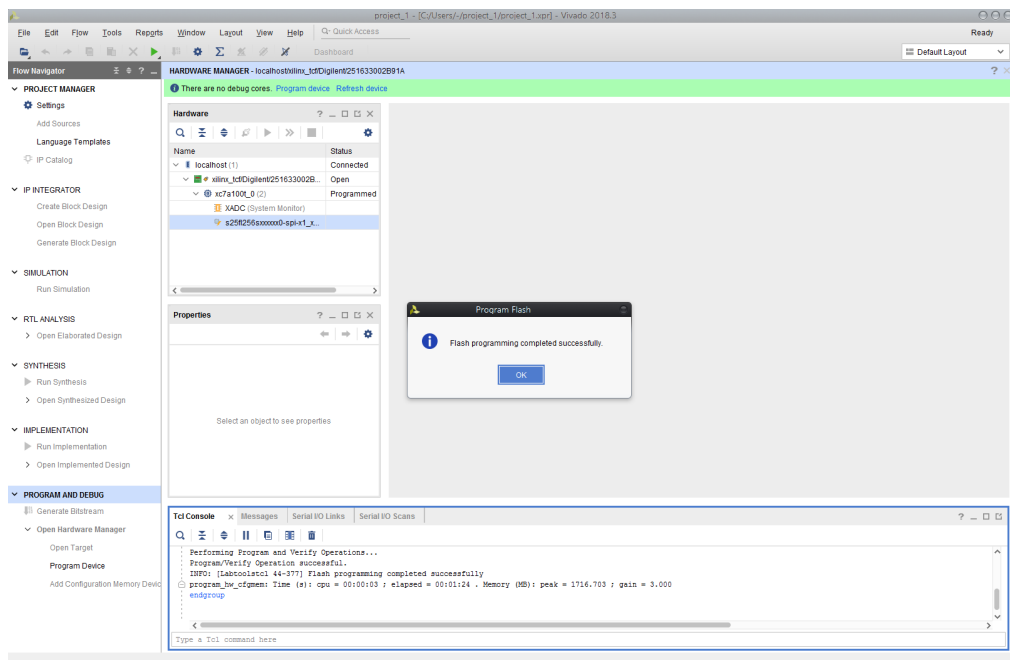 project_1 - [C:/Users/-/project_1/project_1.xpr] - Vivado 2018.3
File Edit Flow Tools Reports Window Layout View Help Q- Quick Access
Ready
Dashboard
Default Layout
Flow Navigator
HARDWARE MANAGER - localhost/xilinx_tcf/Digilent/251633002B91A
There are no debug cores. Program device Refresh device
PROJECT MANAGER
Settings
Add Sources
Language Templates
IP Catalog
IP INTEGRATOR
Create Block Design
Open Block Design
Generate Block Design
SIMULATION
Run Simulation
RTL ANALYSIS
Open Elaborated Design
SYNTHESIS
Run Synthesis
Open Synthesized Design
IMPLEMENTATION
Run Implementation
Open Implemented Design
PROGRAM AND DEBUG
Generate Bitstream
Open Hardware Manager
Open Target
Program Device
Add Configuration Memory Devic
Hardware
Name Status
localhost (1) Connected
xilinx_tcf/Digilent/251633002B... Open
xc7a100t_0 (2) Programmed
XADC (System Monitor)
s25fl256sxxxxxx0-spi-x1_x...
Properties
Select an object to see properties
Program Flash
Flash programming completed successfully.
OK
Tcl Console Messages Serial I/O Links Serial I/O Scans
Performing Program and Verify Operations...
Program/Verify Operation successful.
INFO: [Labtoolstcl 44-377] Flash programming completed successfully
program_hw_cfgmem: Time (s): cpu = 00:00:03 ; elapsed = 00:01:24 . Memory (MB): peak = 1716.703 ; gain = 3.000
endgroup
Type a Tcl command here